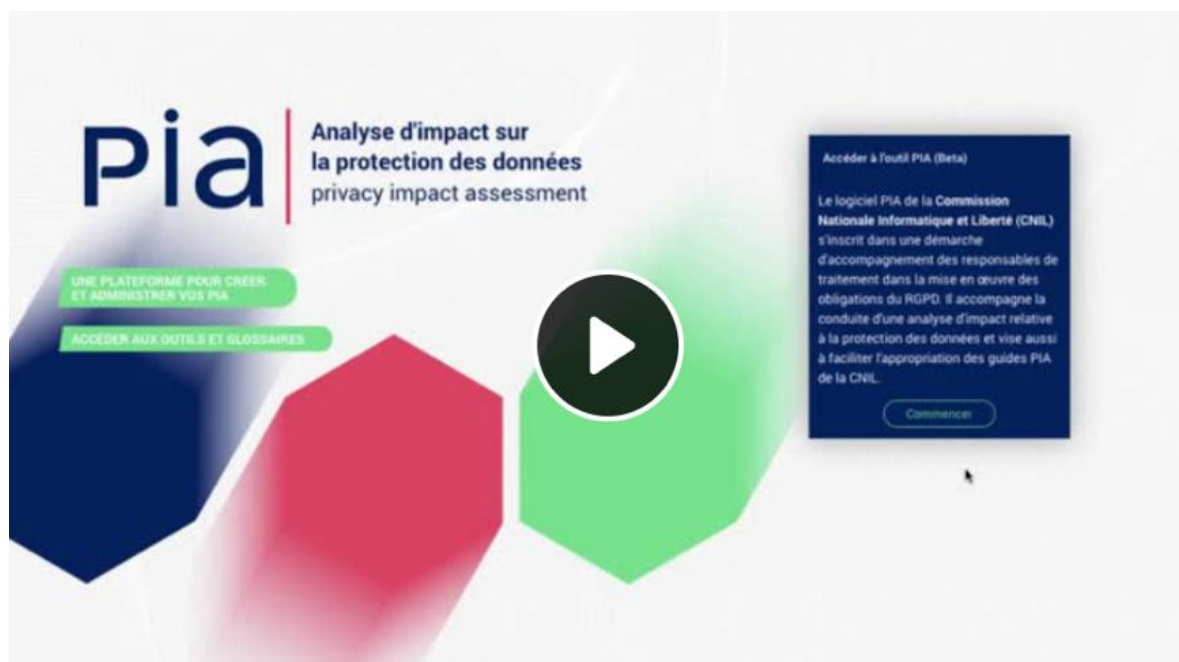 pia
Analyse d'impact sur
la protection des données
privacy impact assessment
UNE PLATEFORME POUR CRÉER
ET ADMINISTRER VOS PIA
ACCÉDER AUX OUTILS ET GLOSSAIRES
Accéder à l'outil PIA (Beta)
Le logiciel PIA de la Commission
Nationale Informatique et Liberté (CNIL)
s'inscrit dans une démarche
d'accompagnement des responsables de
traitement dans la mise en œuvre des
obligations du RGPD. Il accompagne la
conduite d'une analyse d'impact relative
à la protection des données et vise aussi
à faciliter l'appropriation des guides PIA
de la CNIL.
Commencer